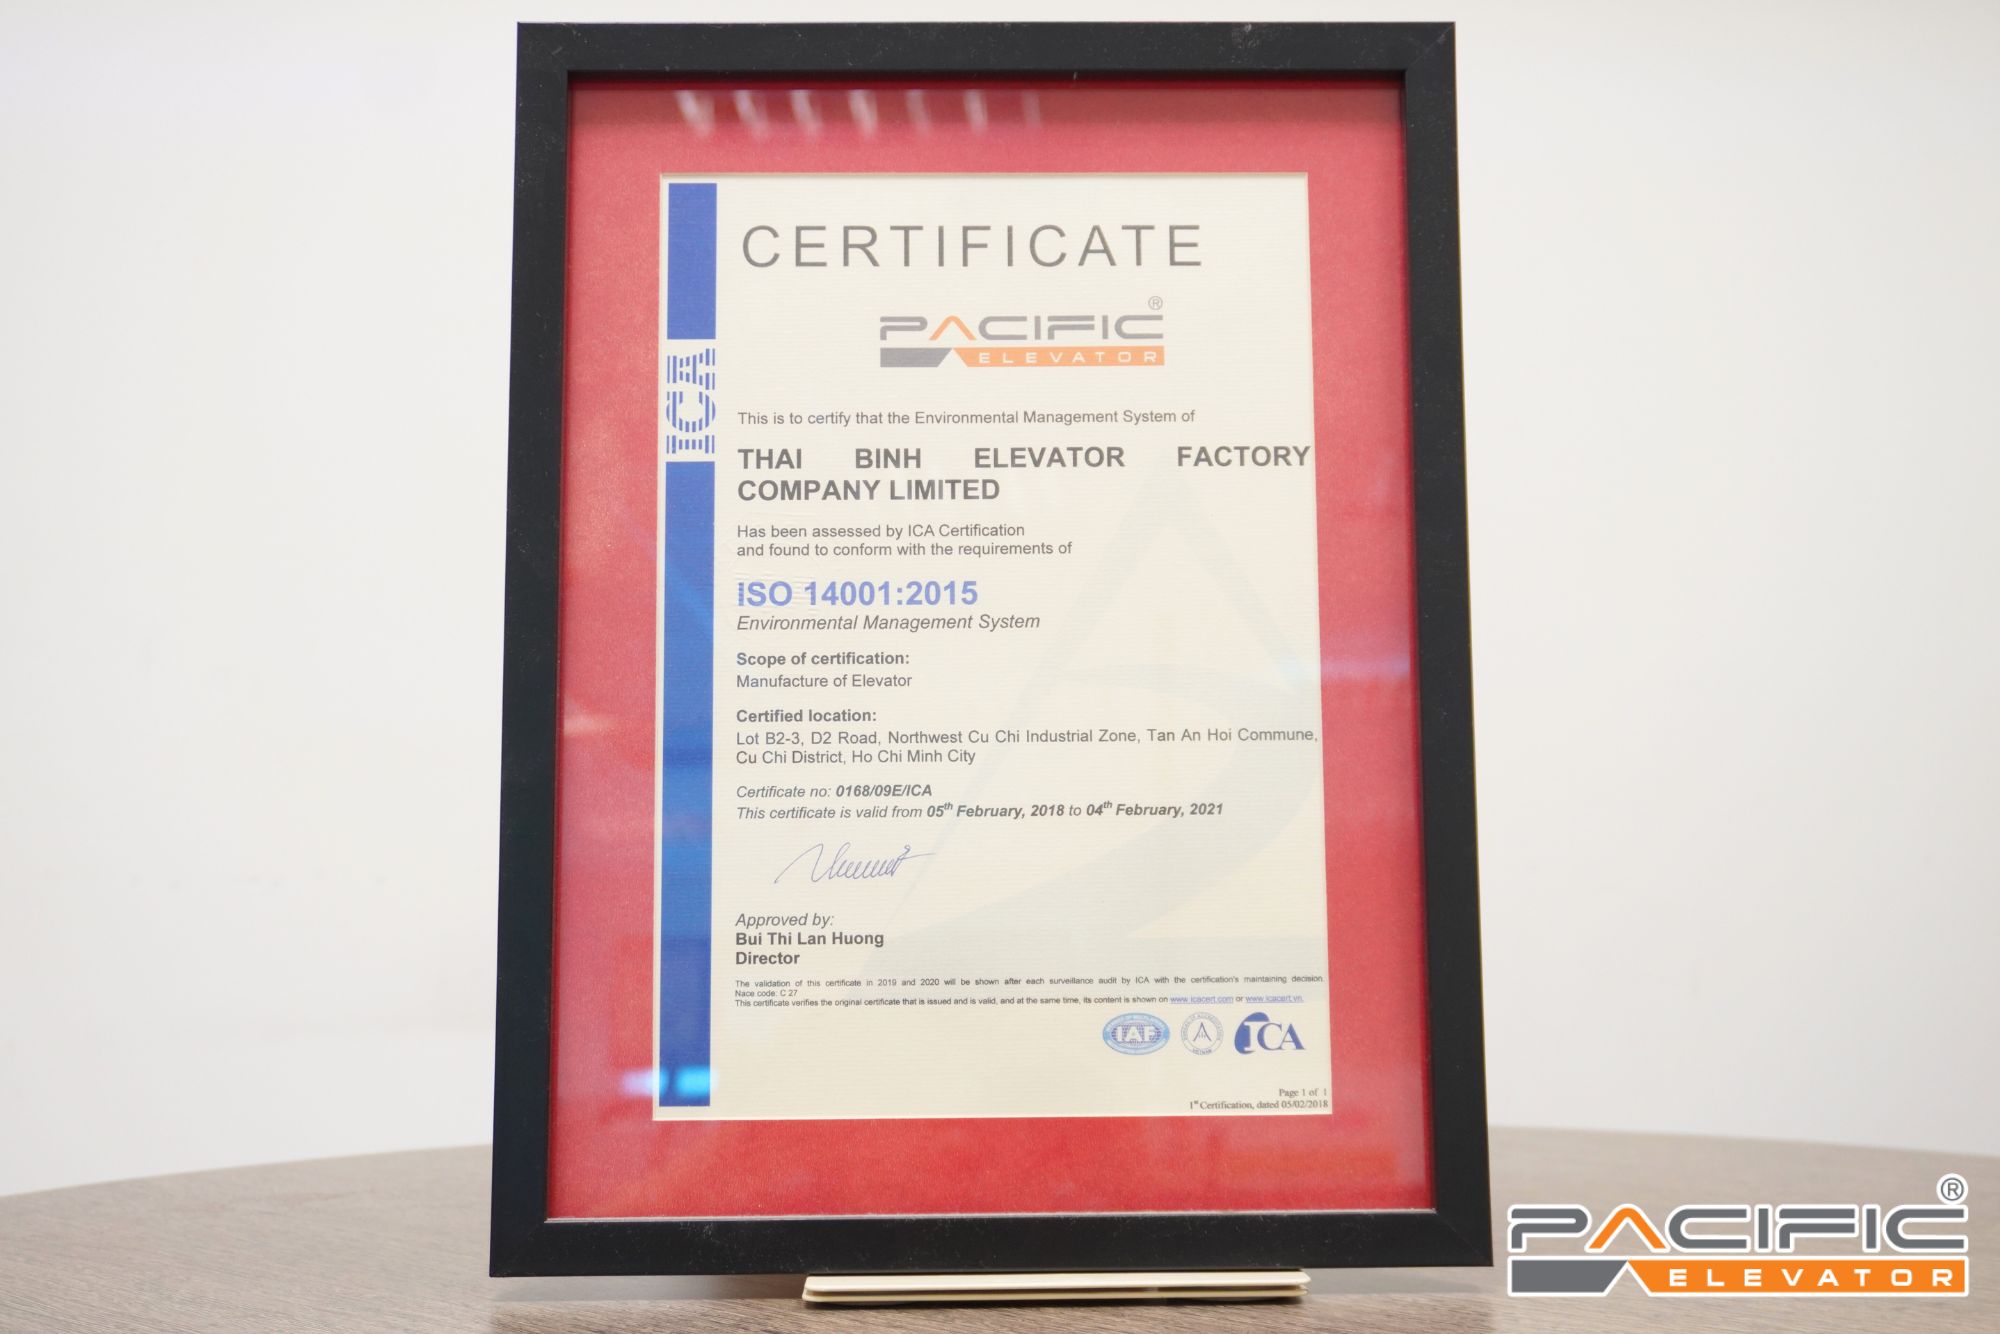 CERTIFICATE
PACIFIC ®
ELEVATOR
ICA
This is to certify that the Environmental Management System of
THAI BINH ELEVATOR FACTORY
COMPANY LIMITED
Has been assessed by ICA Certification
and found to conform with the requirements of
ISO 14001:2015
Environmental Management System
Scope of certification:
Manufacture of Elevator
Certified location:
Lot B2-3, D2 Road, Northwest Cu Chi Industrial Zone, Tan An Hoi Commune,
Cu Chi District, Ho Chi Minh City
Certificate no: 0168/09E/ICA
This certificate is valid from 05th February, 2018 to 04th February, 2021
Approved by:
Bui Thi Lan Huong
Director
The validation of this certificate in 2019 and 2020 will be shown after each surveillance audit by ICA with the certification's maintaining decision.
Nace code: C 27
This certificate verifies the original certificate that is issued and is valid, and at the same time, its content is shown on www.icacert.com or www.icacert.vn.
IAF
ICA
Page 1 of 1
1st Certification, dated 05/02/2018
PACIFIC ®
ELEVATOR